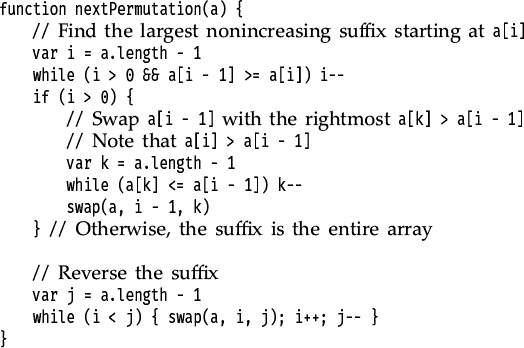 function nextPermutation(a) {
// Find the largest nonincreasing suffix starting at a[i]
var i = a.length - 1
while (i > 0 && a[i - 1] >= a[i]) i--
if (i > 0) {
// Swap a[i - 1] with the rightmost a[k] > a[i - 1]
// Note that a[i] > a[i - 1]
var k = a.length - 1
while (a[k] <= a[i - 1]) k--
swap(a, i - 1, k)
} // Otherwise, the suffix is the entire array
// Reverse the suffix
var j = a.length - 1
while (i < j) { swap(a, i, j); i++; j-- }
}